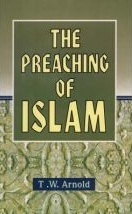 THE
PREACHING
OF
ISLAM
T .W. Arnold